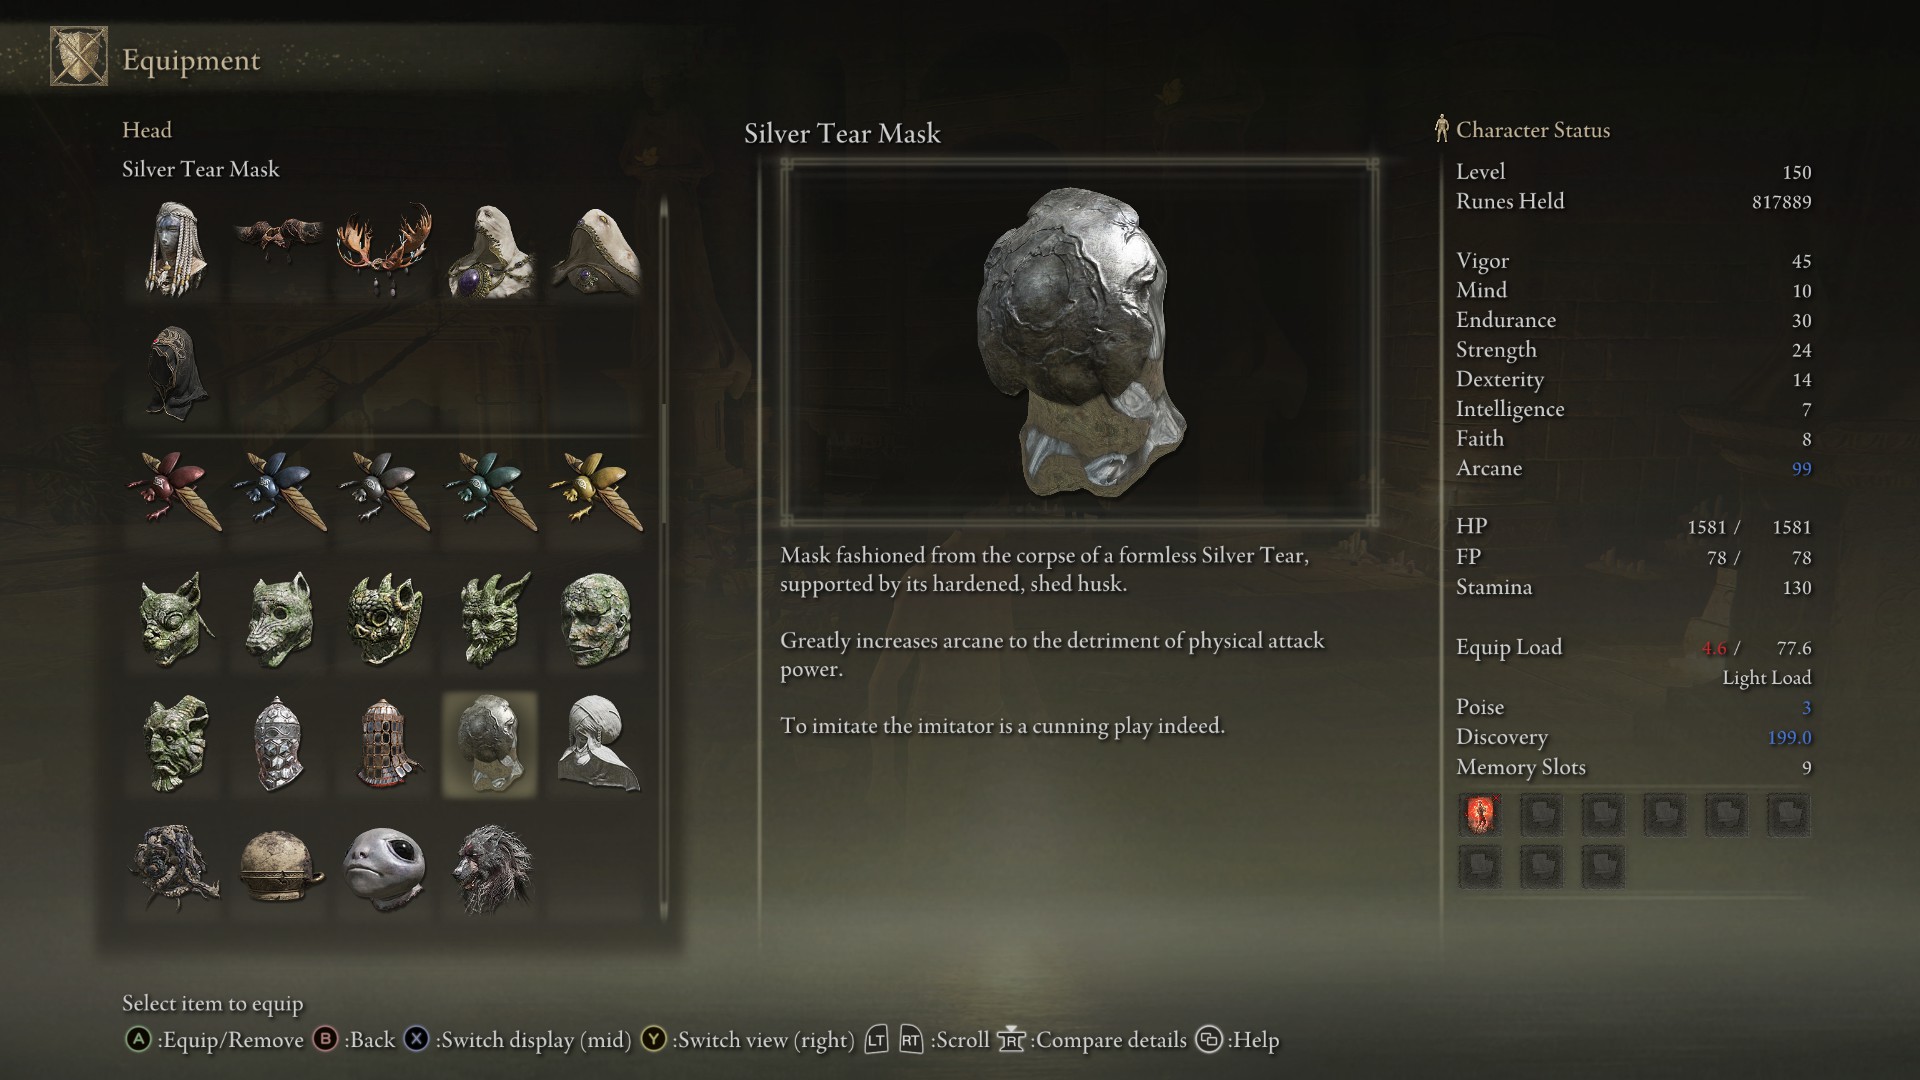 Equipment
Head
Silver Tear Mask
Silver Tear Mask
Mask fashioned from the corpse of a formless Silver Tear,
supported by its hardened, shed husk.
Greatly increases arcane to the detriment of physical attack
power.
To imitate the imitator is a cunning play indeed.
Character Status
Level 150
Runes Held 817889
Vigor 45
Mind 10
Endurance 30
Strength 24
Dexterity 14
Intelligence 7
Faith 8
Arcane 99
HP 1581 / 1581
FP 78 / 78
Stamina 130
Equip Load 4.6 / 77.6
Light Load
Poise 3
Discovery 199.0
Memory Slots 9
Select item to equip
A :Equip/Remove B :Back X :Switch display (mid) Y :Switch view (right) LT RT :Scroll R :Compare details :Help